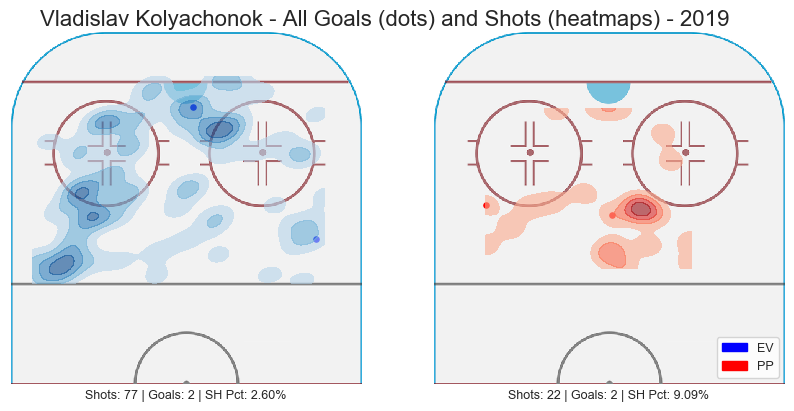 Vladislav Kolyachonok - All Goals (dots) and Shots (heatmaps) - 2019
EV
PP
Shots: 77 | Goals: 2 | SH Pct: 2.60%
Shots: 22 | Goals: 2 | SH Pct: 9.09%